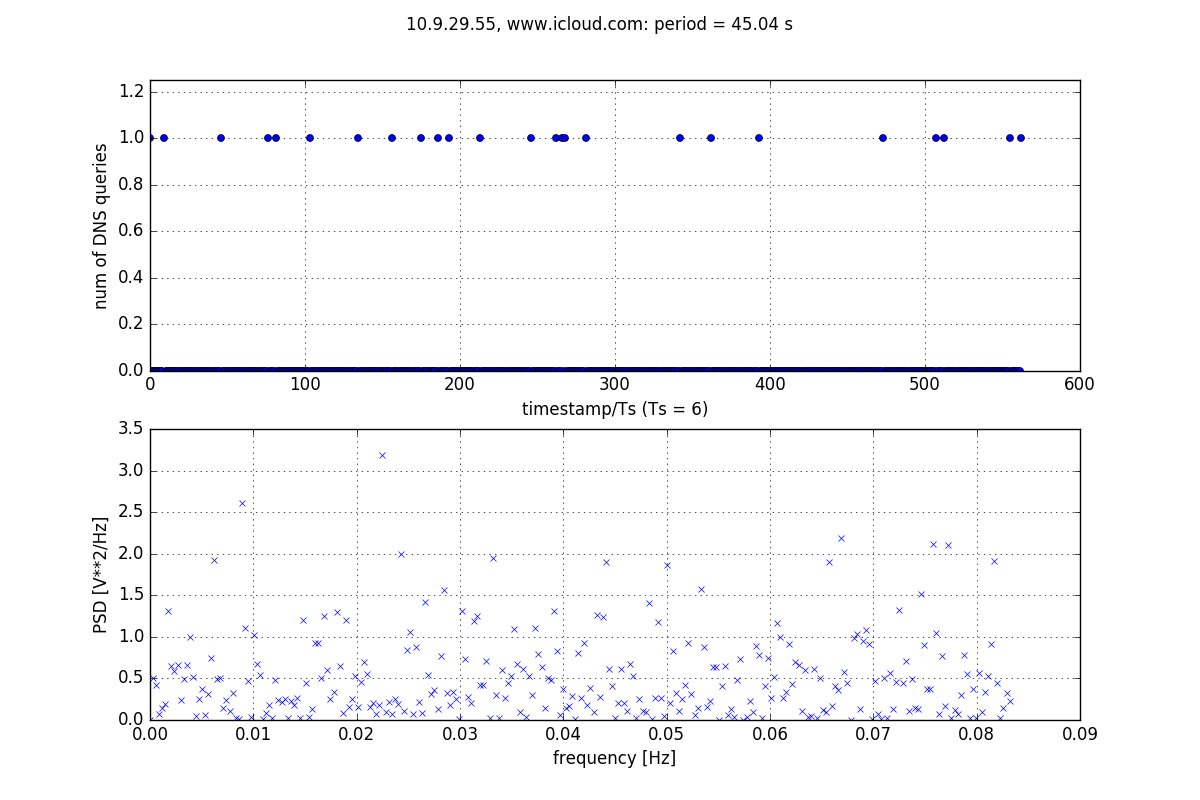 10.9.29.55, www.icloud.com: period = 45.04 s
1.2
1.0
0.8
0.6
0.4
0.2
0.0
num of DNS queries
0 100 200 300 400 500 600
timestamp/Ts (Ts = 6)
3.5
3.0
2.5
2.0
1.5
1.0
0.5
0.0
PSD [V**2/Hz]
0.00 0.01 0.02 0.03 0.04 0.05 0.06 0.07 0.08 0.09
frequency [Hz]